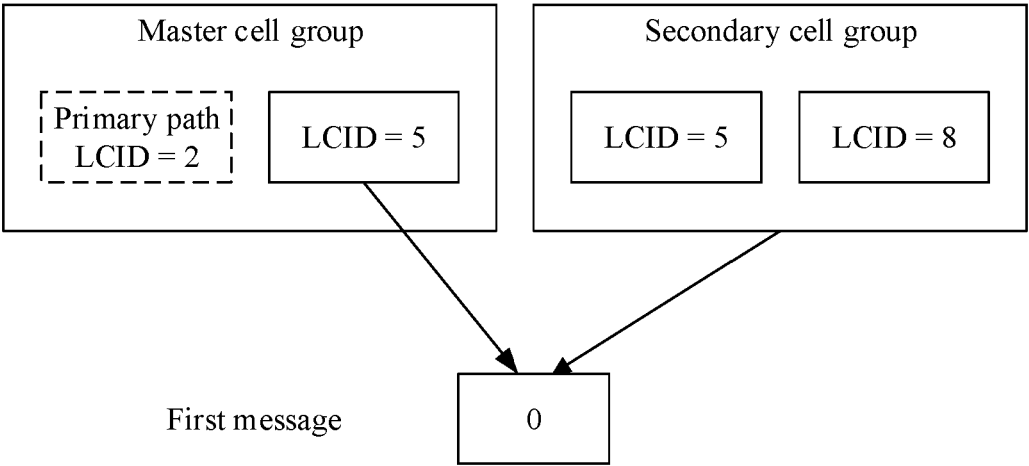 Master cell group
Secondary cell group
Primary path
LCID = 2
LCID = 5
LCID = 5
LCID = 8
First message
0